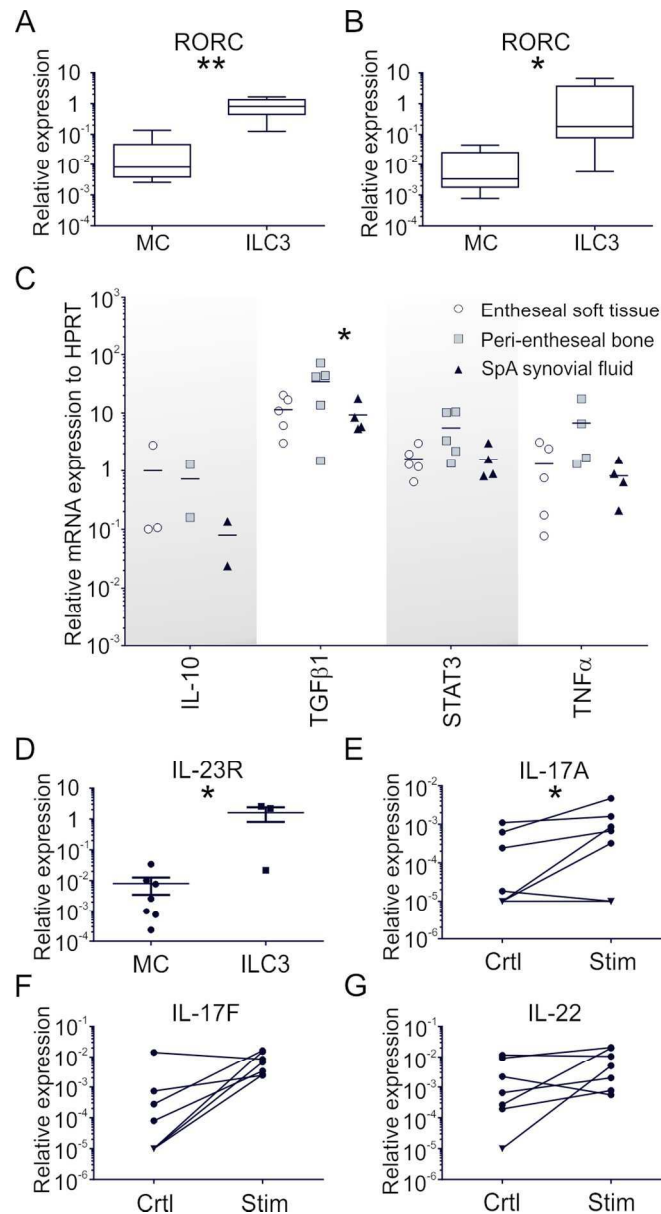 A
RORC
**
Relative expression
10
1
10⁻¹
10⁻²
10⁻³
10⁻⁴
MC ILC3
B
RORC
*
Relative expression
10
1
10⁻¹
10⁻²
10⁻³
10⁻⁴
MC ILC3
C
Relative mRNA expression to HPRT
10³
10²
10
1
10⁻¹
10⁻²
10⁻³
*
Entheseal soft tissue
Peri-entheseal bone
SpA synovial fluid
IL-10
TGFβ1
STAT3
TNFα
D
IL-23R
*
Relative expression
10
1
10⁻¹
10⁻²
10⁻³
10⁻⁴
MC ILC3
E
IL-17A
*
Relative expression
10⁻²
10⁻³
10⁻⁴
10⁻⁵
10⁻⁶
Crtl Stim
F
IL-17F
Relative expression
10⁻¹
10⁻²
10⁻³
10⁻⁴
10⁻⁵
10⁻⁶
Crtl Stim
G
IL-22
Relative expression
10⁻¹
10⁻²
10⁻³
10⁻⁴
10⁻⁵
10⁻⁶
Crtl Stim